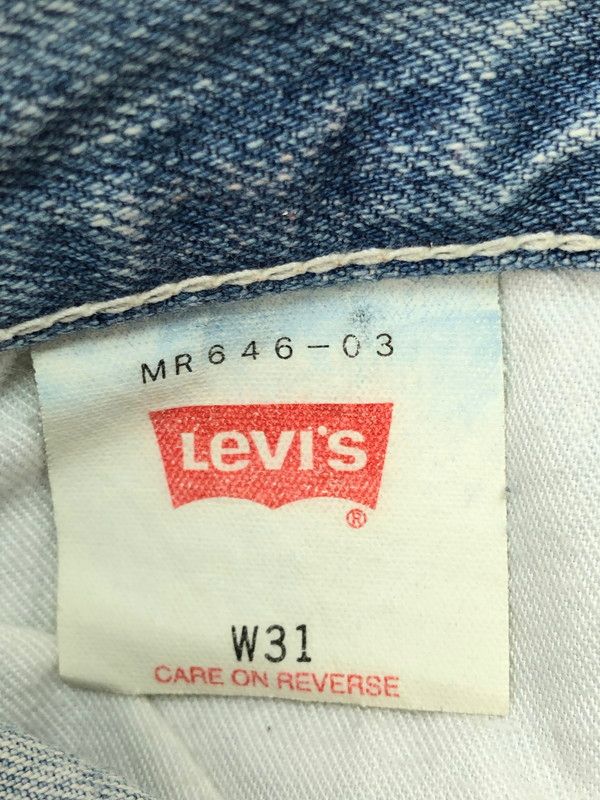 MR646-03
Levi's
®
W31
CARE ON REVERSE